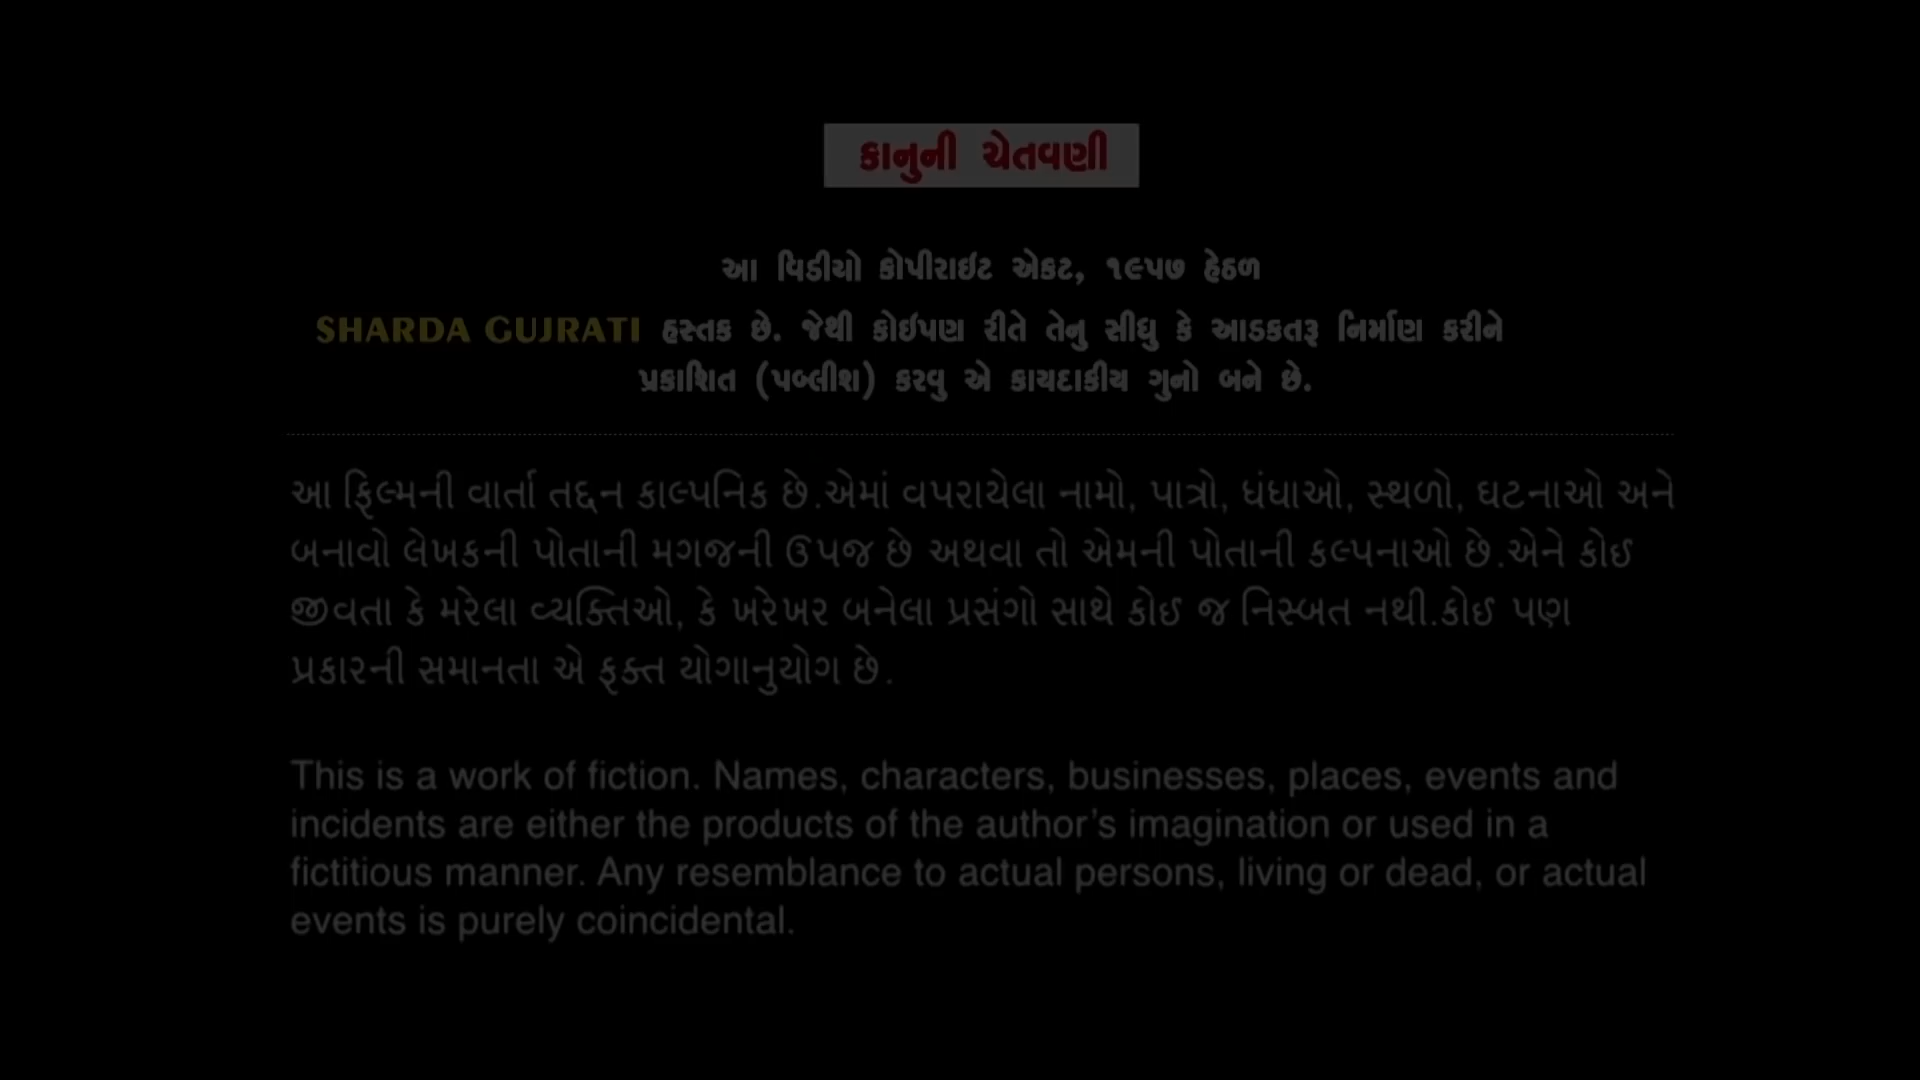 કાનુની ચેતવણી
આ વિડીયો કોપીરાઇટ એકટ, ૧૯૫૭ હેઠળ
SHARDA GUJRATI હસ્તક છે. જેથી કોઇપણ રીતે તેનુ સીધુ કે આડકતરૂ નિર્માણ કરીને
પ્રકાશિત (પબ્લીશ) કરવુ એ કાયદાકીય ગુનો બને છે.
આ ફિલ્મની વાર્તા તદ્દન કાલ્પનિક છે.એમાં વપરાયેલા નામો, પાત્રો, ધંધાઓ, સ્થળો, ઘટનાઓ અને
બનાવો લેખકની પોતાની મગજની ઉપજ છે અથવા તો એમની પોતાની કલ્પનાઓ છે.એને કોઈ
જીવતા કે મરેલા વ્યક્તિઓ, કે ખરેખર બનેલા પ્રસંગો સાથે કોઈ જ નિસ્બત નથી.કોઈ પણ
પ્રકારની સમાનતા એ ફક્ત યોગાનુયોગ છે.
This is a work of fiction. Names, characters, businesses, places, events and
incidents are either the products of the author’s imagination or used in a
fictitious manner. Any resemblance to actual persons, living or dead, or actual
events is purely coincidental.